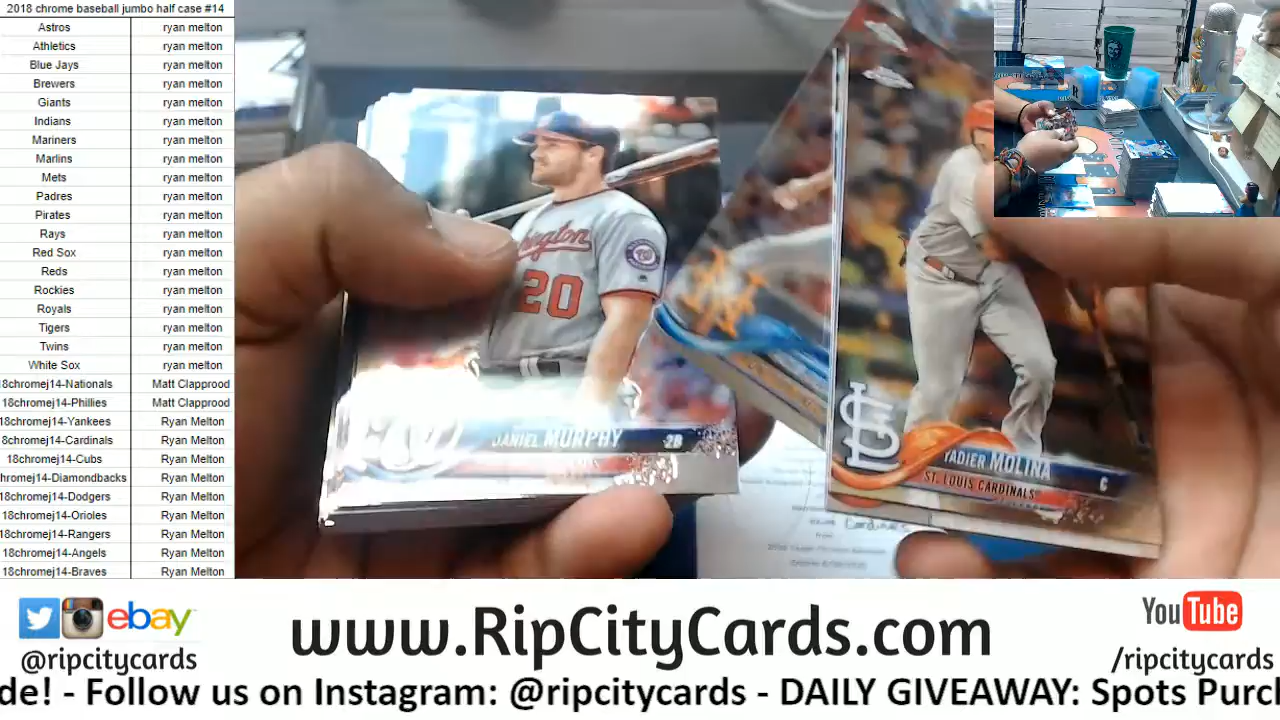 2018 chrome baseball jumbo half case #14
Astros ryan melton
Athletics ryan melton
Blue Jays ryan melton
Brewers ryan melton
Giants ryan melton
Indians ryan melton
Mariners ryan melton
Marlins ryan melton
Mets ryan melton
Padres ryan melton
Pirates ryan melton
Rays ryan melton
Red Sox ryan melton
Reds ryan melton
Rockies ryan melton
Royals ryan melton
Tigers ryan melton
Twins ryan melton
White Sox ryan melton
18chromej14-Nationals Matt Clapprood
18chromej14-Phillies Matt Clapprood
18chromej14-Yankees Ryan Melton
18chromej14-Cardinals Ryan Melton
18chromej14-Cubs Ryan Melton
chromej14-Diamondbacks Ryan Melton
18chromej14-Dodgers Ryan Melton
18chromej14-Orioles Ryan Melton
18chromej14-Rangers Ryan Melton
18chromej14-Angels Ryan Melton
18chromej14-Braves Ryan Melton
20
DANIEL MURPHY 2B
YADIER MOLINA C
ST. LOUIS CARDINALS
Cardinals
ebay
@ripcitycards
www.RipCityCards.com
YouTube
/ripcitycards
de! - Follow us on Instagram: @ripcitycards - DAILY GIVEAWAY: Spots Purch